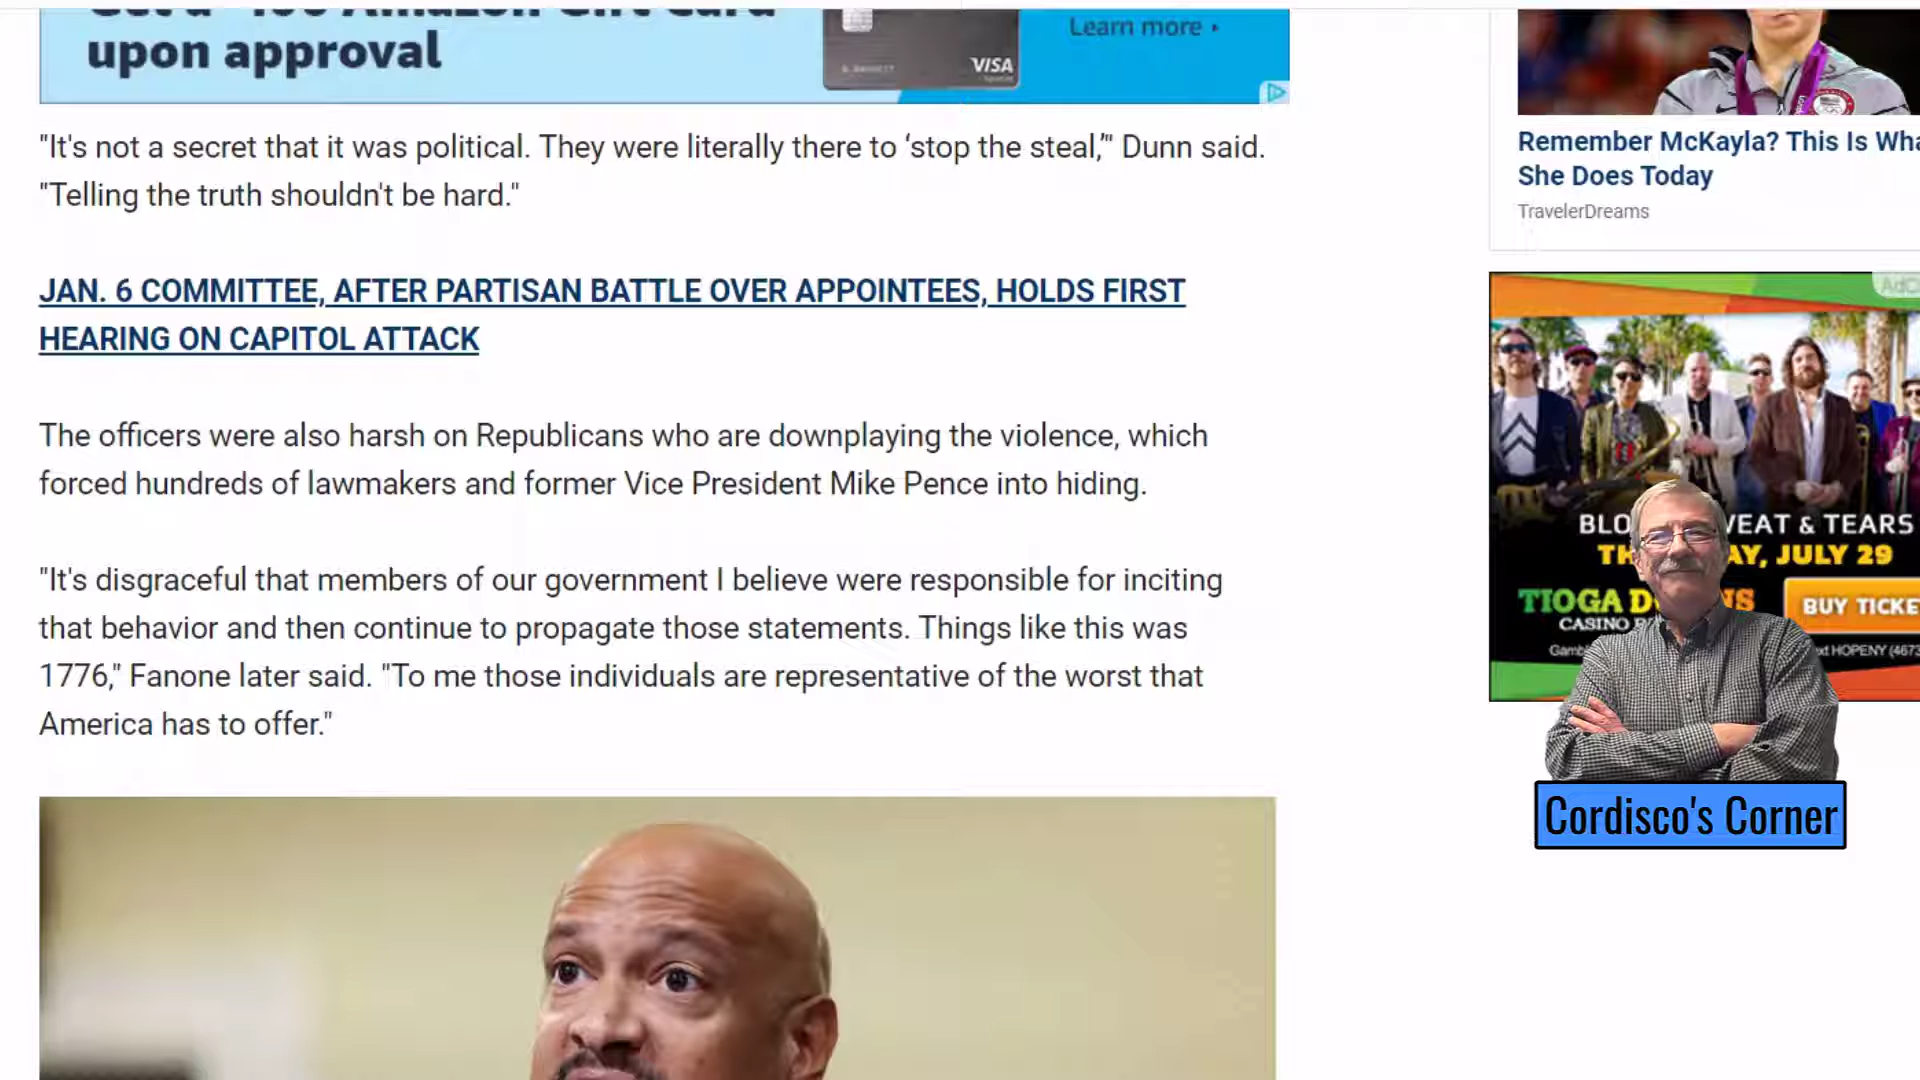 upon approval
Learn more
VISA
"It's not a secret that it was political. They were literally there to ‘stop the steal,’" Dunn said.
"Telling the truth shouldn't be hard."
JAN. 6 COMMITTEE, AFTER PARTISAN BATTLE OVER APPOINTEES, HOLDS FIRST
HEARING ON CAPITOL ATTACK
The officers were also harsh on Republicans who are downplaying the violence, which
forced hundreds of lawmakers and former Vice President Mike Pence into hiding.
"It's disgraceful that members of our government I believe were responsible for inciting
that behavior and then continue to propagate those statements. Things like this was
1776," Fanone later said. "To me those individuals are representative of the worst that
America has to offer."
Remember McKayla? This Is Wha
She Does Today
TravelerDreams
& TEARS
JULY 29
TIOGA
CASINO
BUY TICKE
HOPENY (4673
Cordisco's Corner